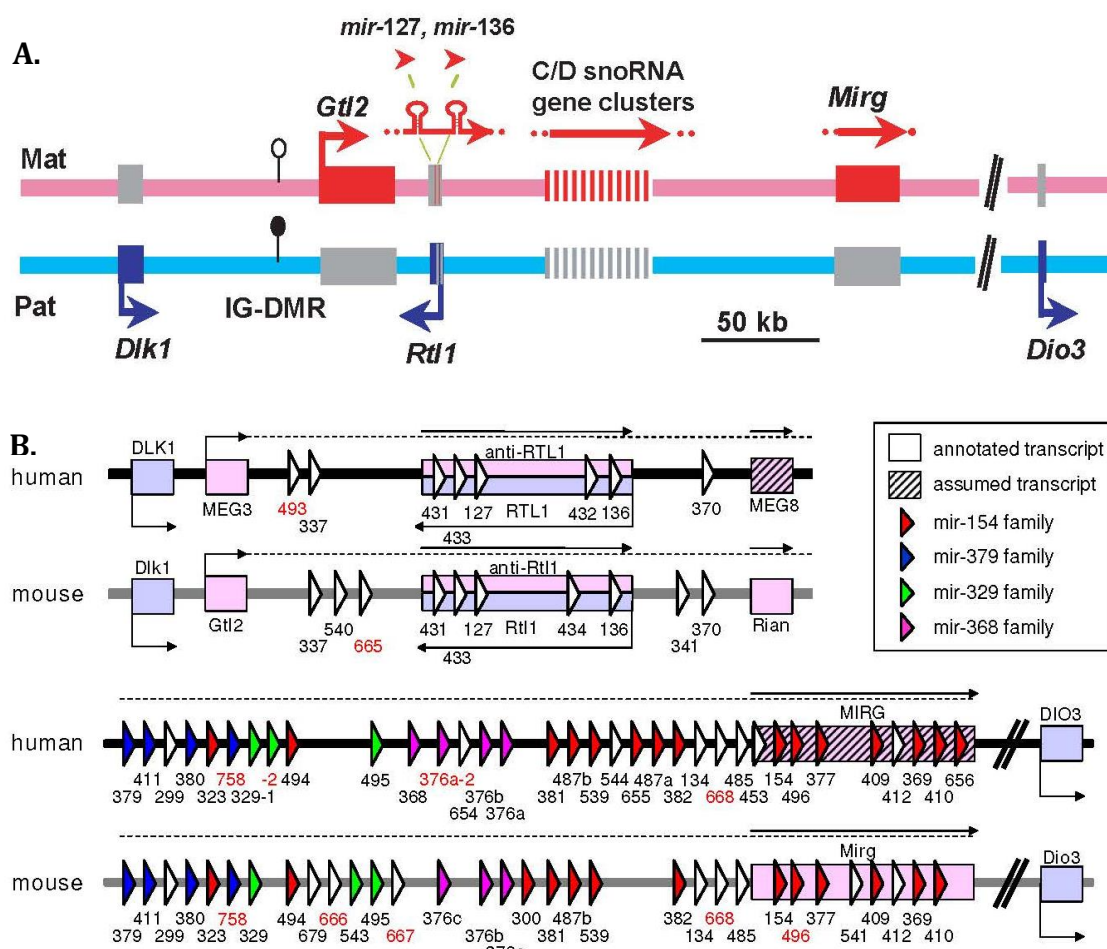 A.
mir-127, mir-136
C/D snoRNA
gene clusters
Gtl2
Mirg
Mat
Pat
IG-DMR
50 kb
Dlk1
Rtl1
Dio3
B.
DLK1
anti-RTL1
human
MEG3
493
431
127
RTL1
432
136
370
MEG8
337
433
Dlk1
anti-Rtl1
mouse
Gtl2
540
431
127
Rtl1
434
136
370
Rian
337
665
433
341
annotated transcript
assumed transcript
mir-154 family
mir-379 family
mir-329 family
mir-368 family
MIRG
DIO3
human
411 380 758 -2 494 495 376a-2 487b 544 487a 134 485 154 377 409 369 656
379 299 323 329-1 368 376b 381 539 655 382 668 453 496 412 410
654 376a
Mirg
Dio3
mouse
411 380 758 494 666 495 376c 300 487b 382 668 154 377 409 369
379 299 323 329 679 543 667 376b 381 539 134 485 496 541 412 410